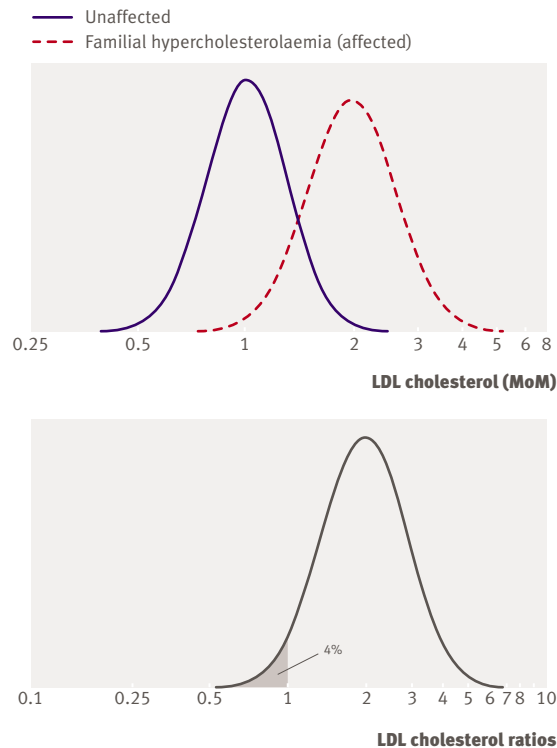 Unaffected
Familial hypercholesterolaemia (affected)
0.25 0.5 1 2 3 4 5 6 8
LDL cholesterol (MoM)
4%
0.1 0.25 0.5 1 2 3 4 5 6 7 8 10
LDL cholesterol ratios